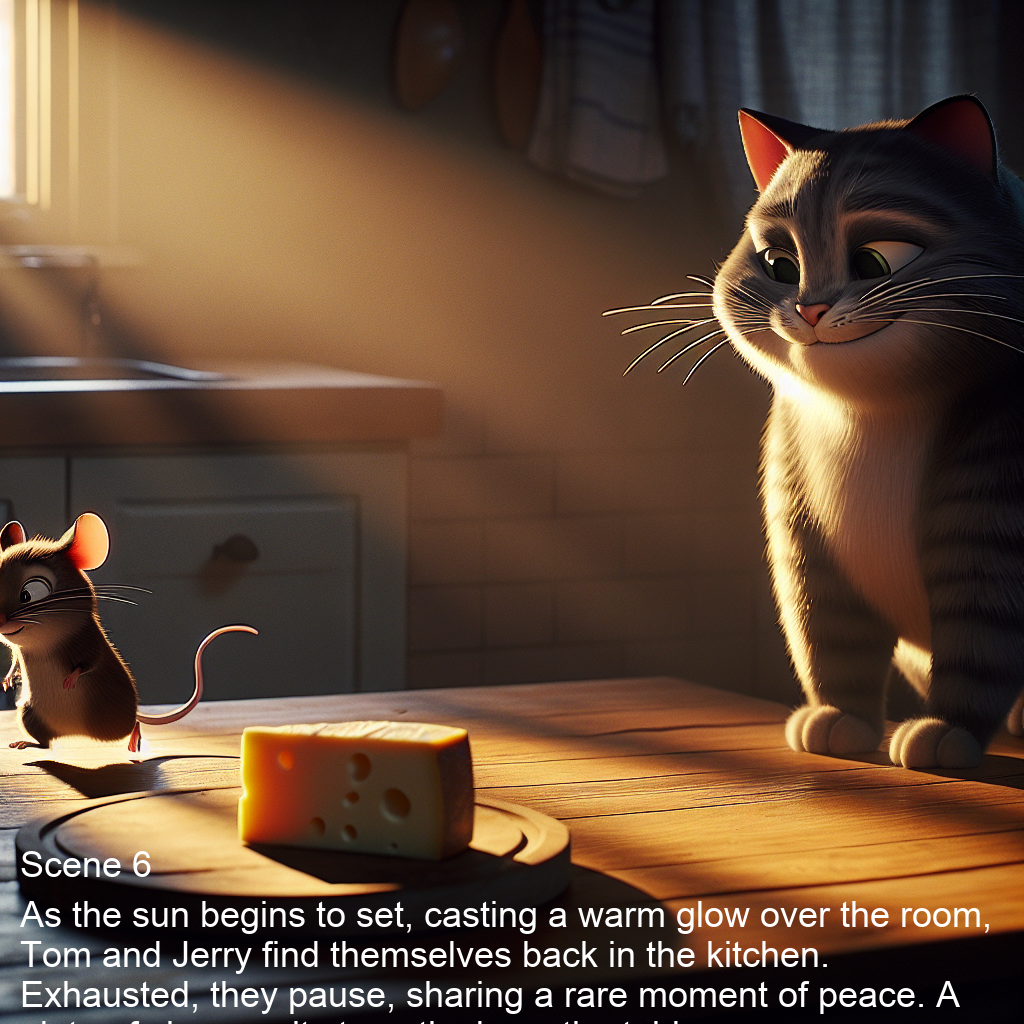 Scene 6
As the sun begins to set, casting a warm glow over the room,
Tom and Jerry find themselves back in the kitchen.
Exhausted, they pause, sharing a rare moment of peace. A